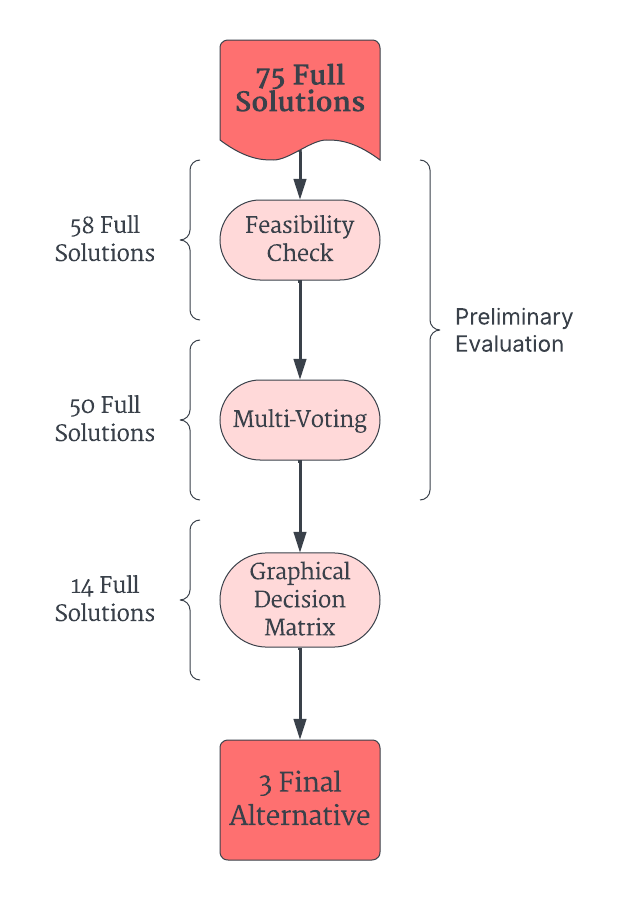 75 Full
Solutions
58 Full
Solutions
Feasibility
Check
Preliminary
Evaluation
50 Full
Solutions
Multi-Voting
14 Full
Solutions
Graphical
Decision
Matrix
3 Final
Alternative